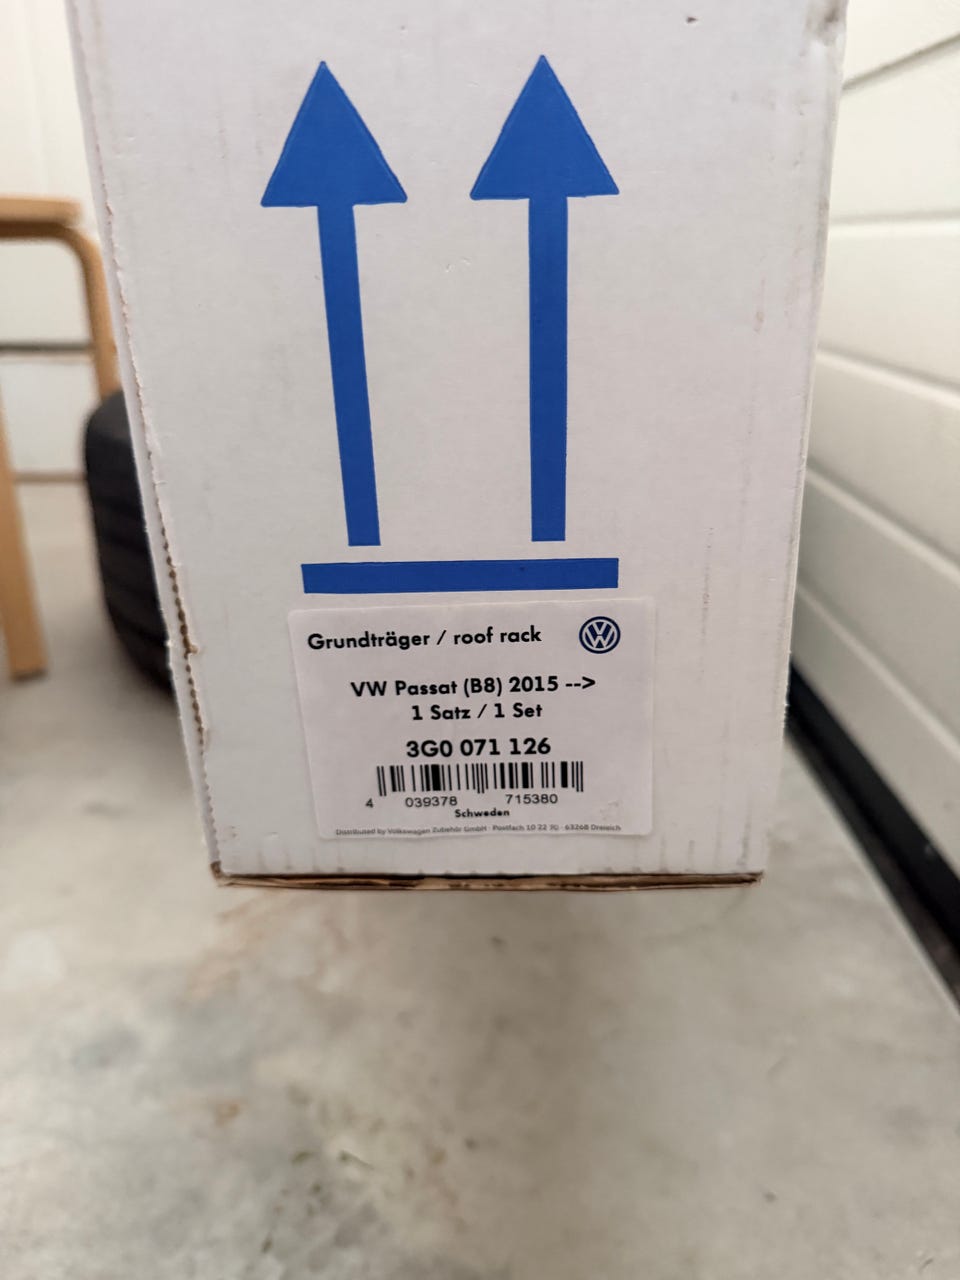 Grundträger / roof rack
VW Passat (B8) 2015 -->
1 Satz / 1 Set
3G0 071 126
4 039378 715380
Schweden
Distributed by Volkswagen Zubehör GmbH · Postfach 10 22 70 · 63268 Dreieich